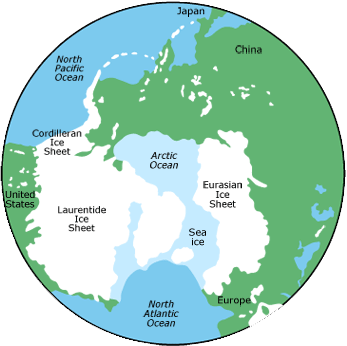 Japan
China
North
Pacific
Ocean
Cordilleran
Ice
Sheet
Arctic
Ocean
United
States
Laurentide
Ice
Sheet
Eurasian
Ice
Sheet
Sea
ice
North
Atlantic
Ocean
Europe